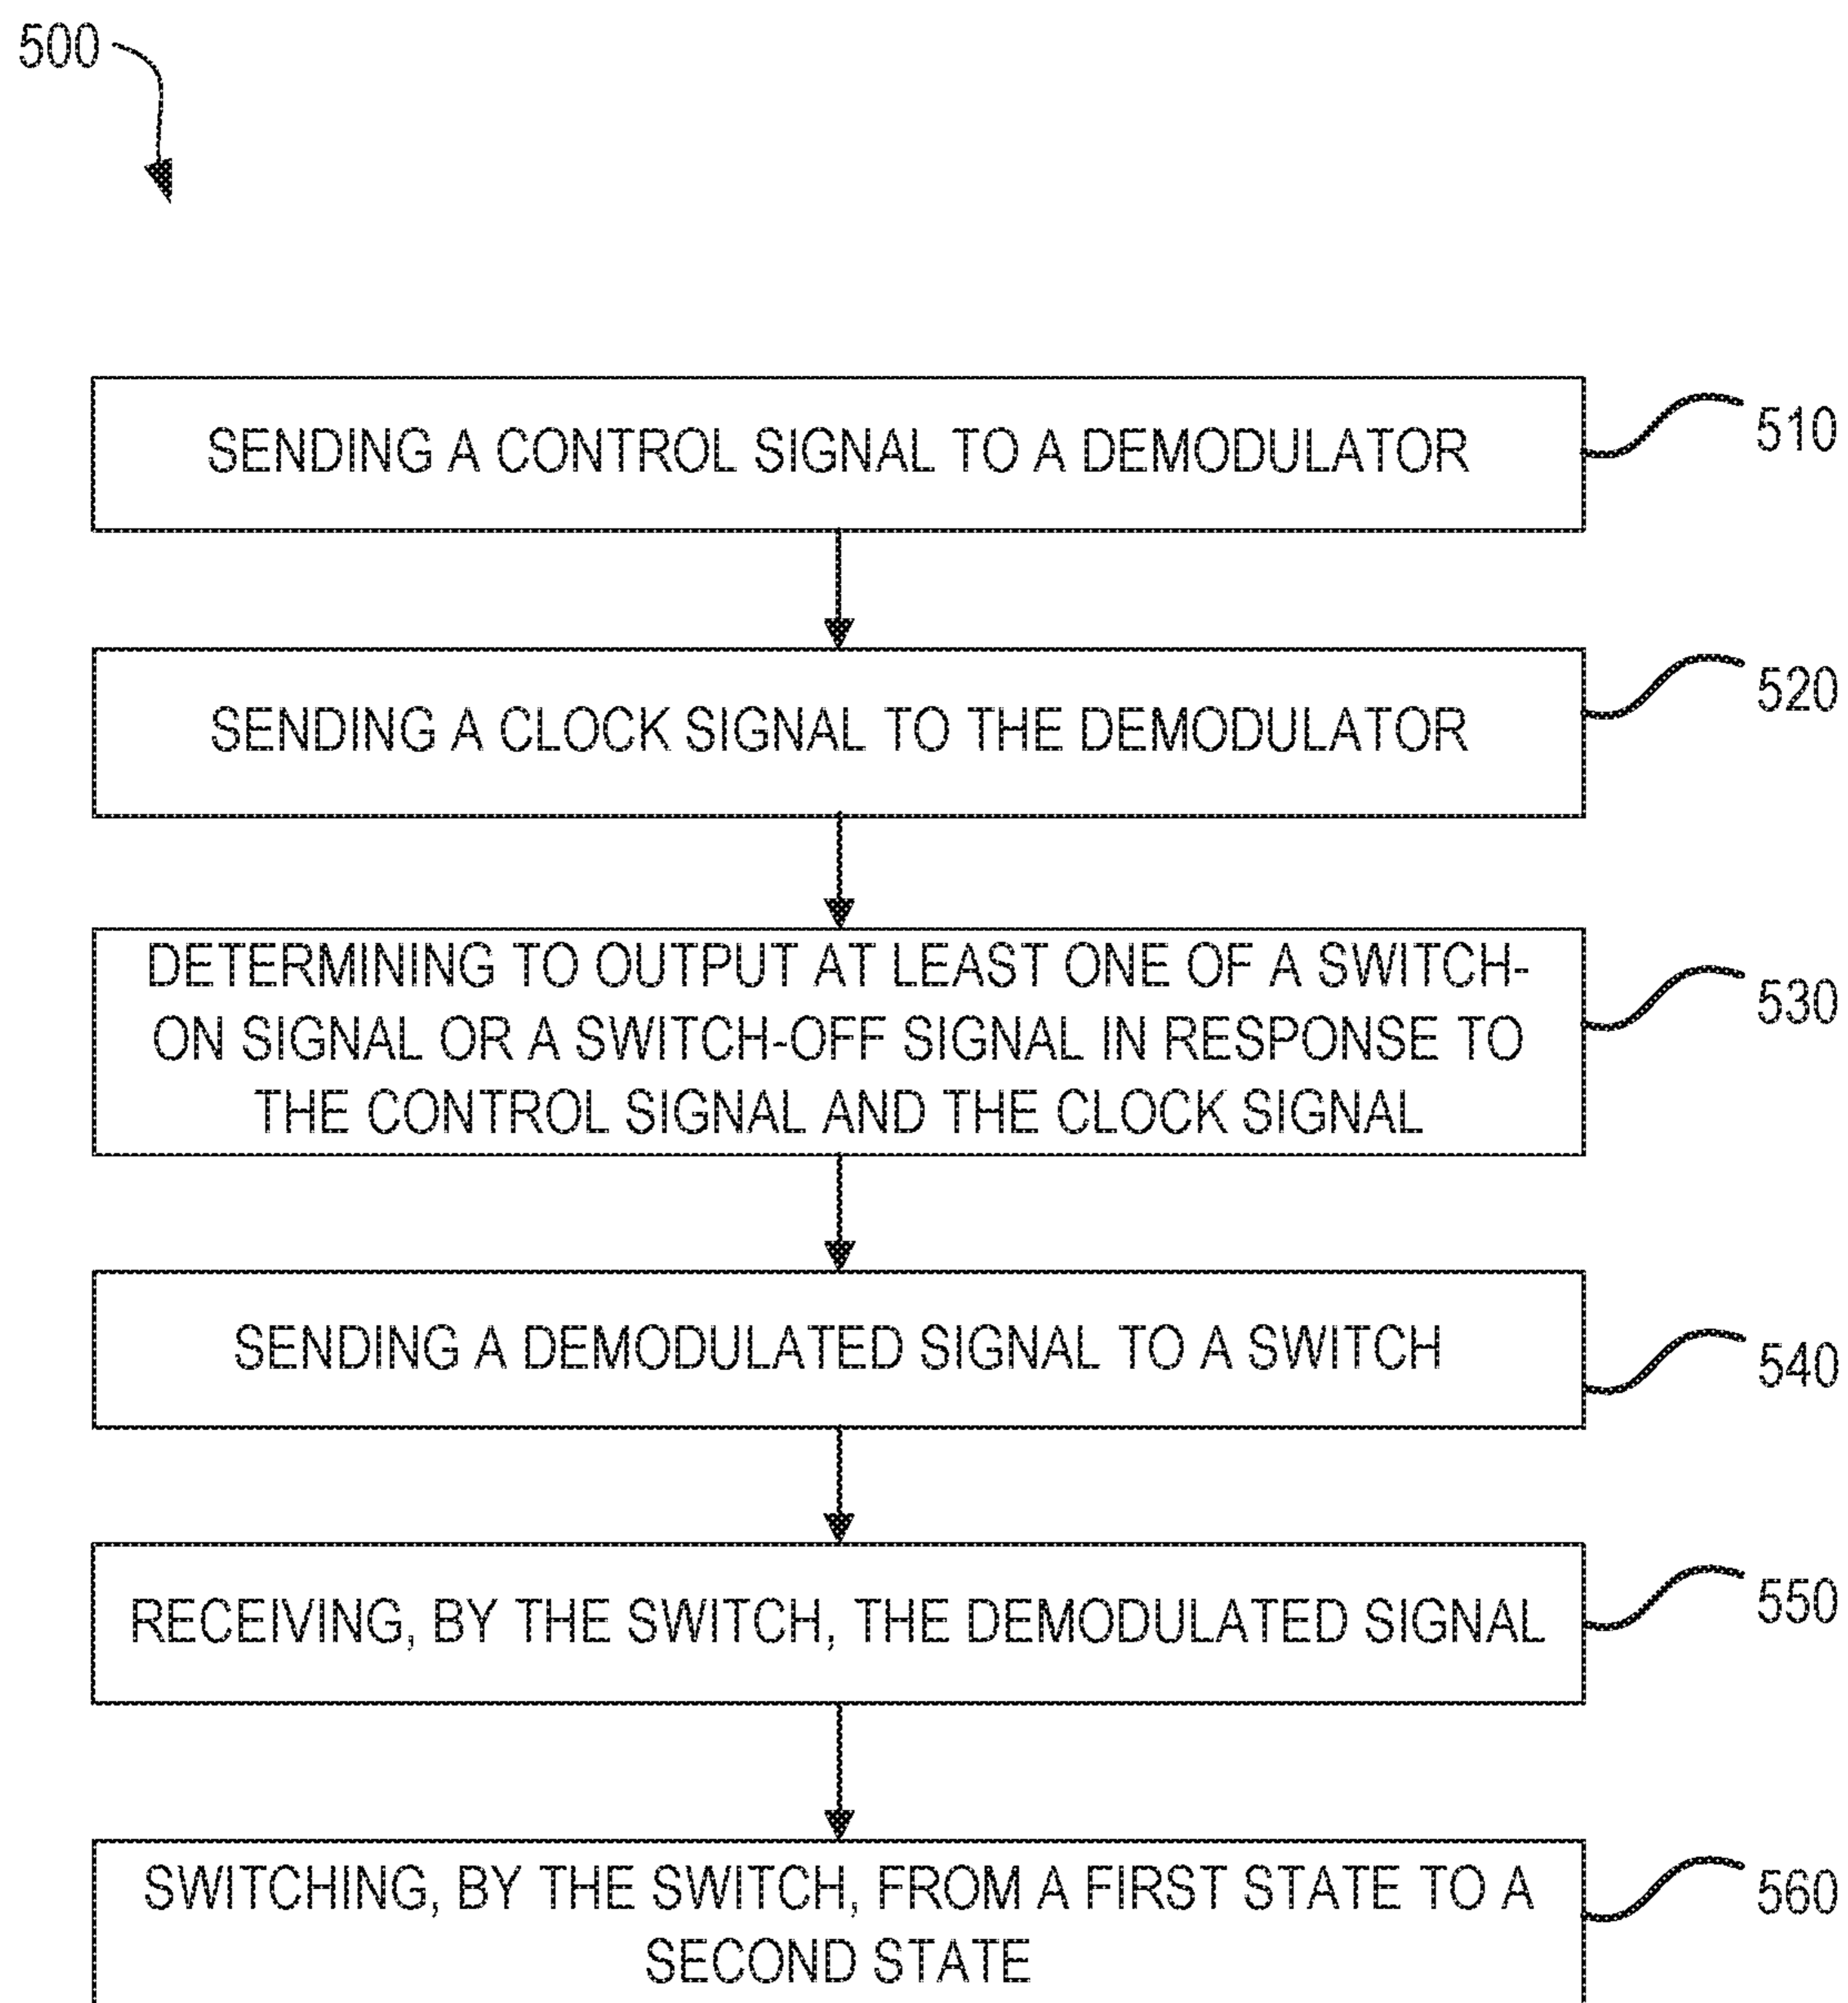 500
SENDING A CONTROL SIGNAL TO A DEMODULATOR
510
SENDING A CLOCK SIGNAL TO THE DEMODULATOR
520
DETERMINING TO OUTPUT AT LEAST ONE OF A SWITCH-
ON SIGNAL OR A SWITCH-OFF SIGNAL IN RESPONSE TO
THE CONTROL SIGNAL AND THE CLOCK SIGNAL
530
SENDING A DEMODULATED SIGNAL TO A SWITCH
540
RECEIVING, BY THE SWITCH, THE DEMODULATED SIGNAL
550
SWITCHING, BY THE SWITCH, FROM A FIRST STATE TO A
SECOND STATE
560